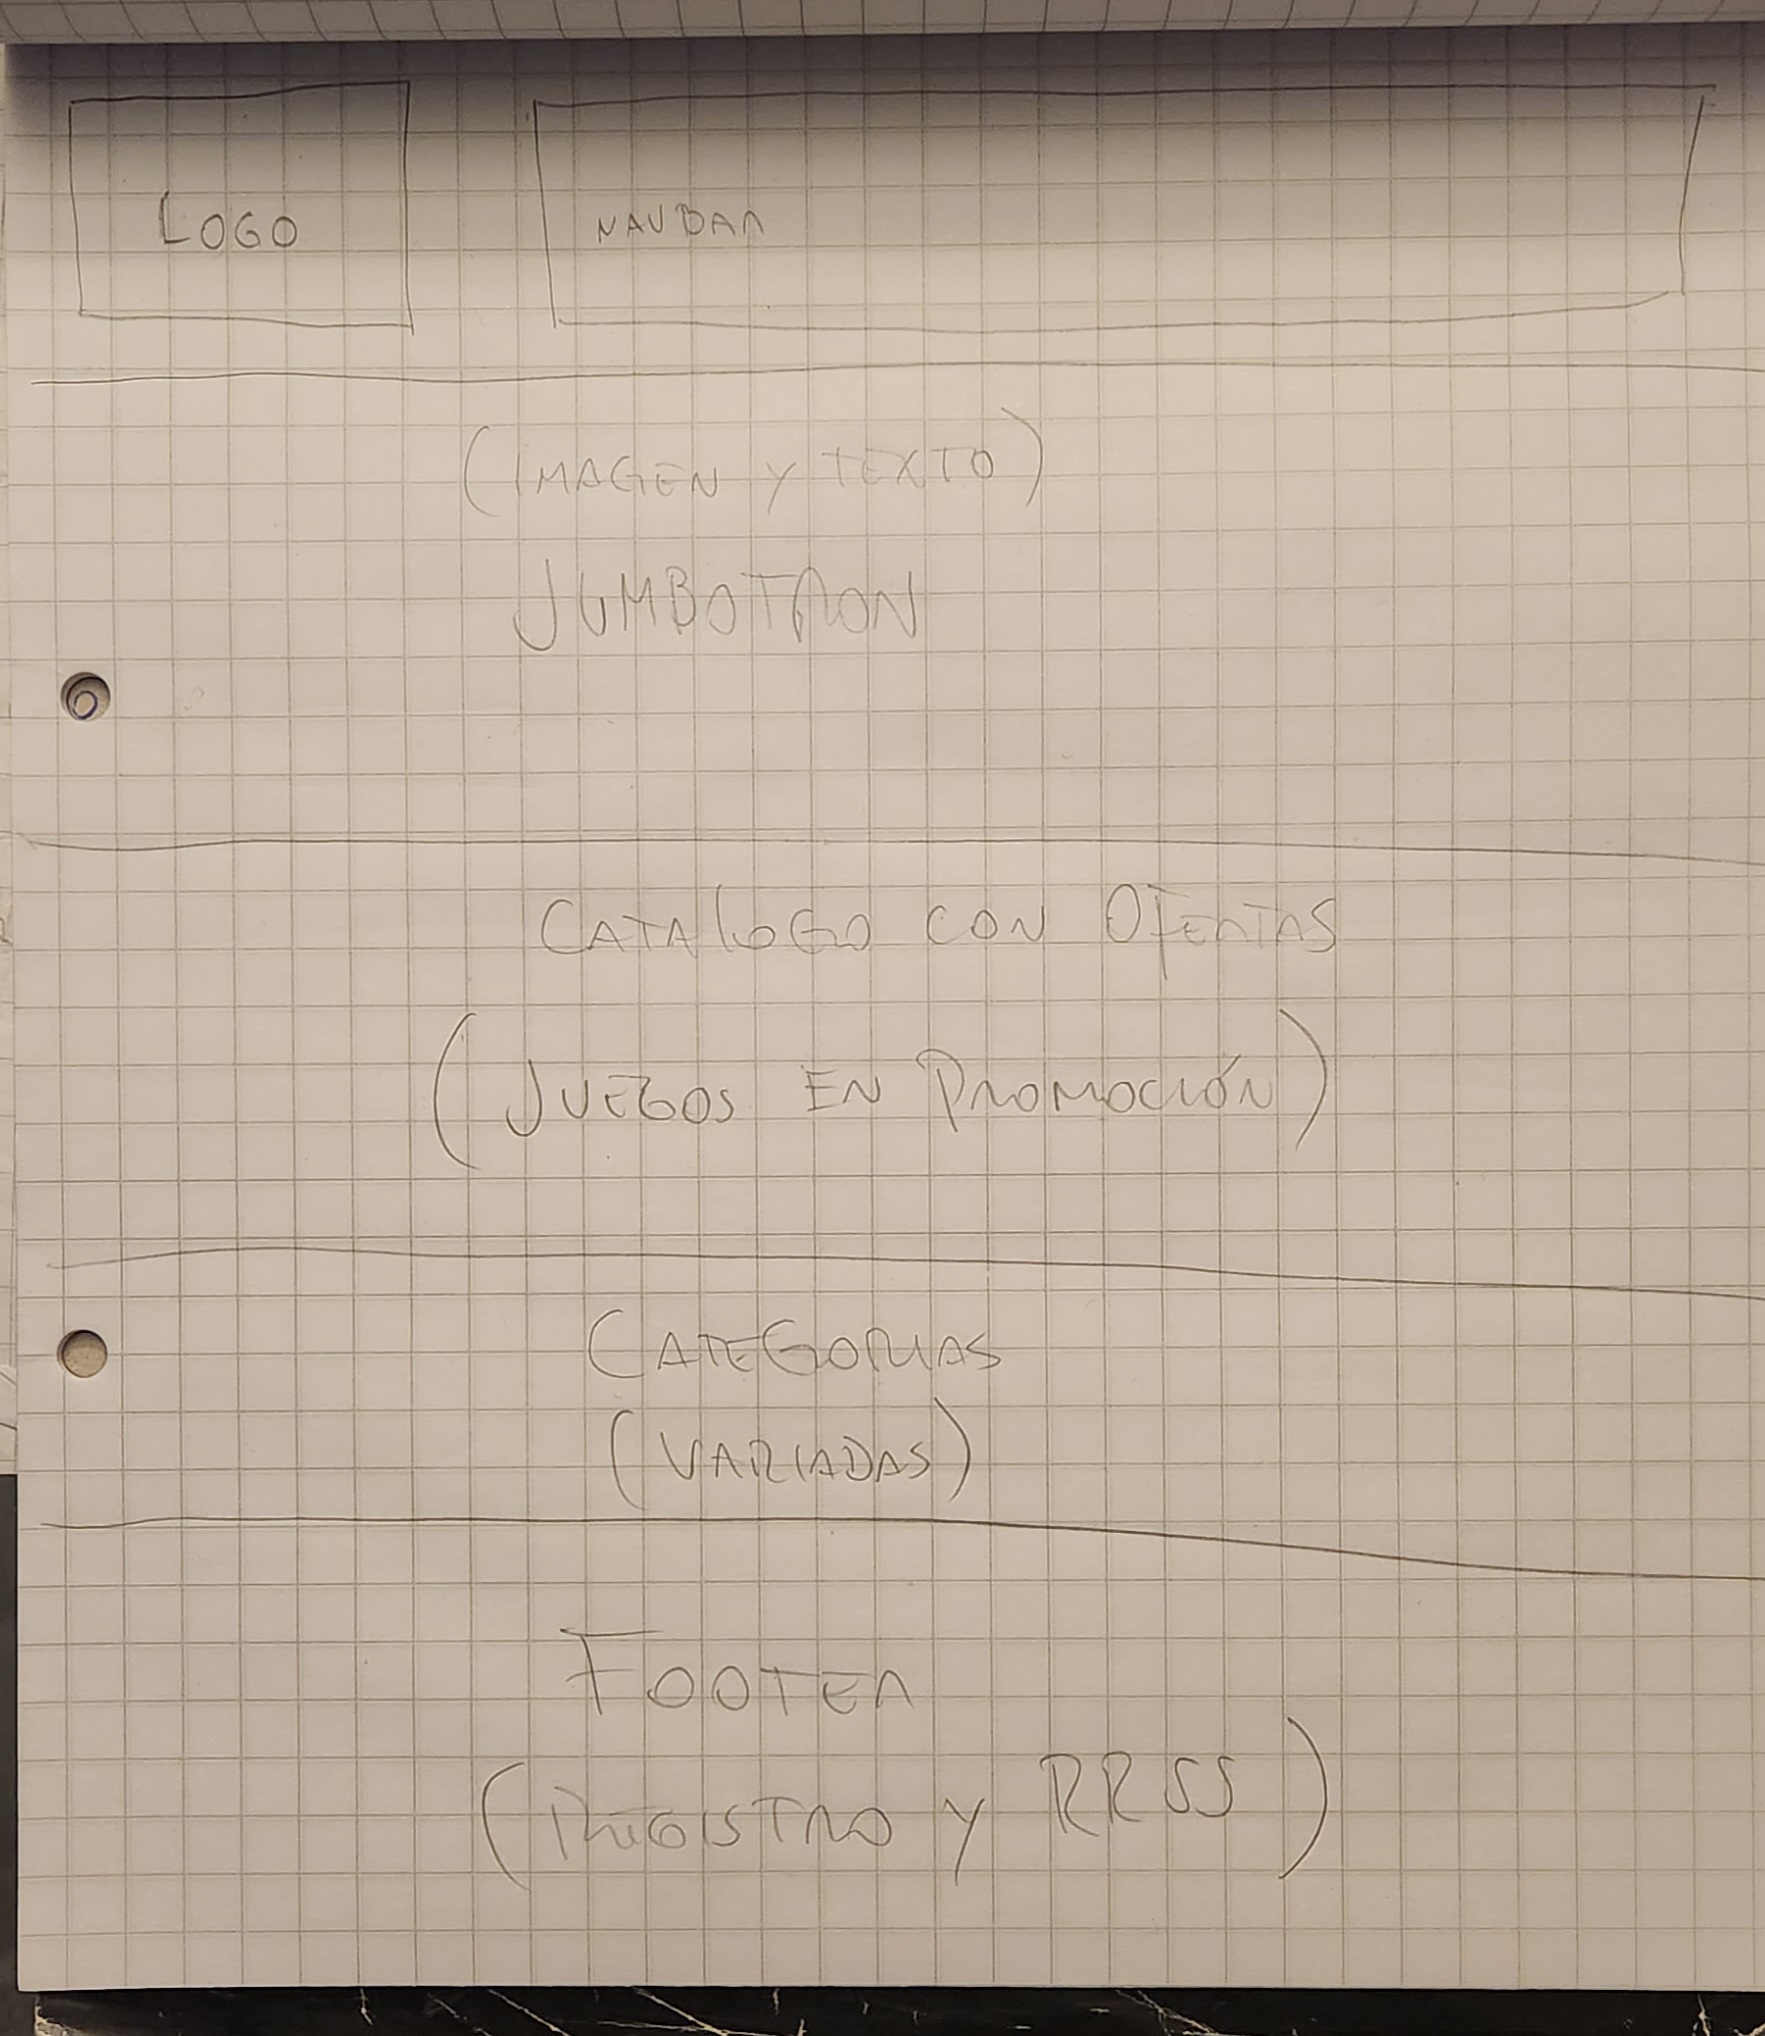 LOGO
NAVBAR
(IMAGEN Y TEXTO)
JUMBOTRON
CATALOGO CON OFERTAS
(JUEGOS EN PROMOCIÓN)
CATEGORIAS
(VARIADAS)
FOOTER
(REGISTRO Y RRSS)